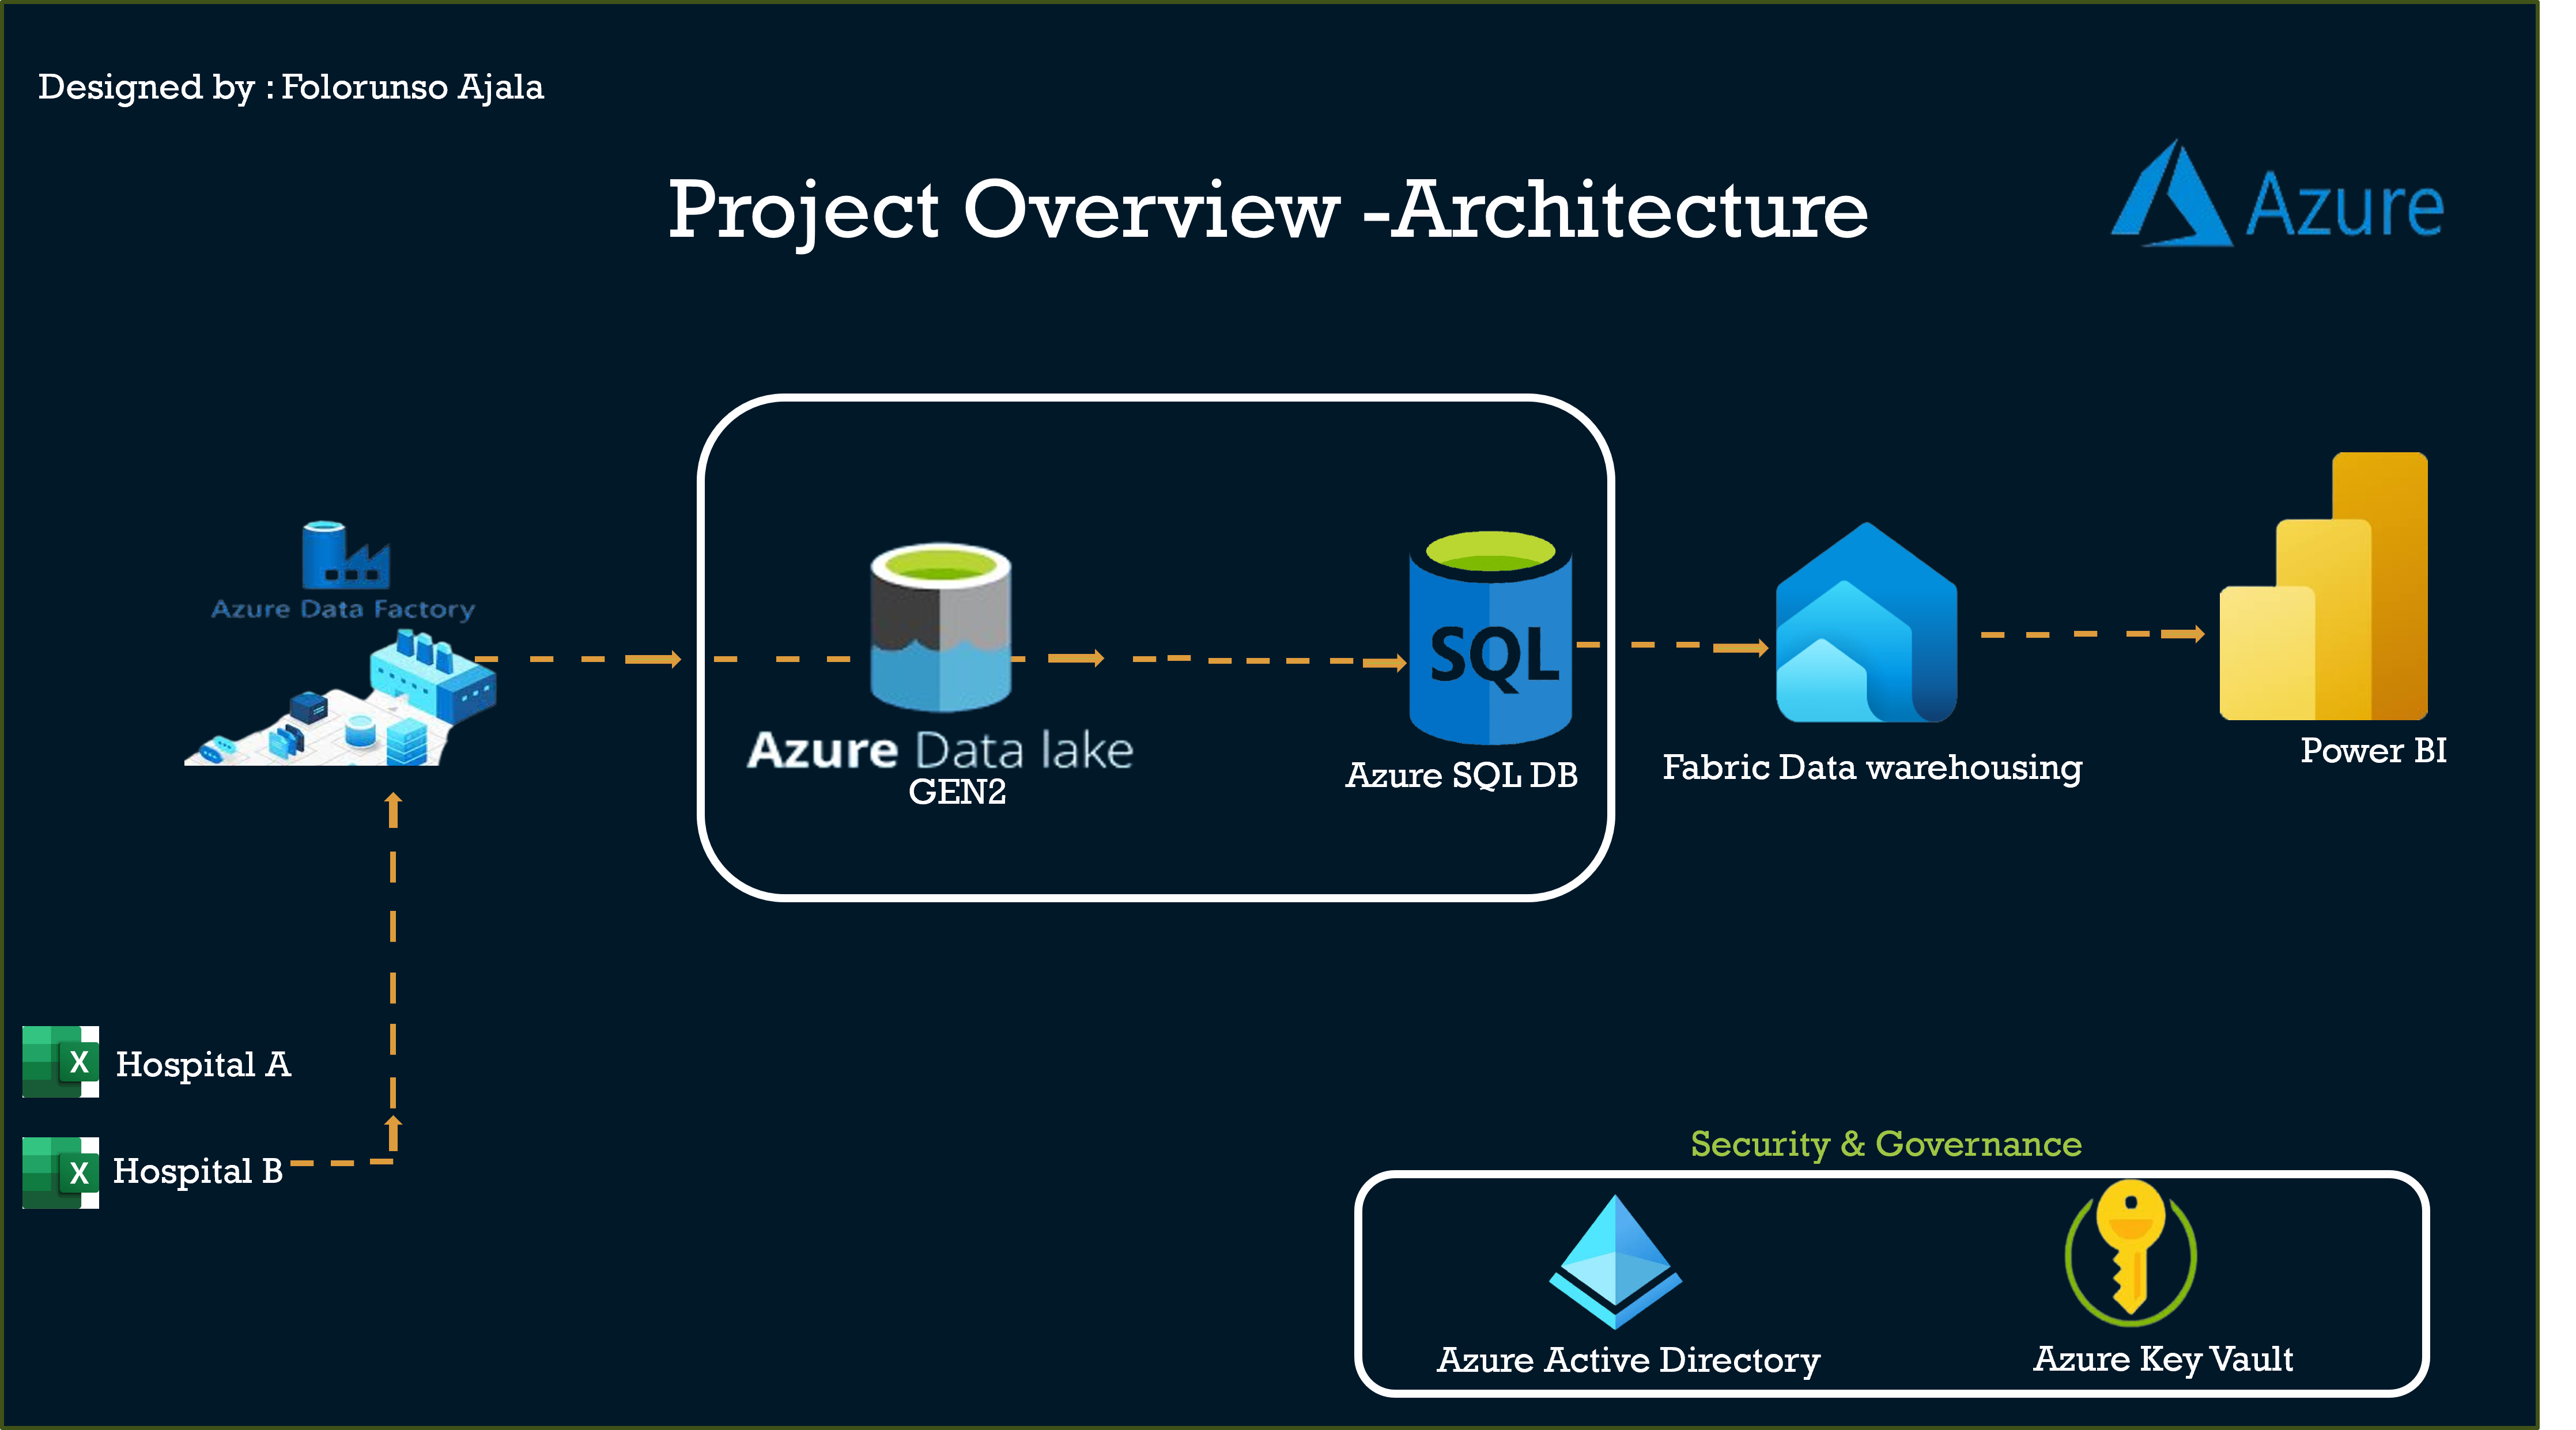 Designed by : Folorunso Ajala
Project Overview -Architecture
Azure
Azure Data Factory
SQL
Azure Data lake
GEN2
Azure SQL DB
Fabric Data warehousing
Power BI
X Hospital A
X Hospital B
Security & Governance
Azure Active Directory
Azure Key Vault